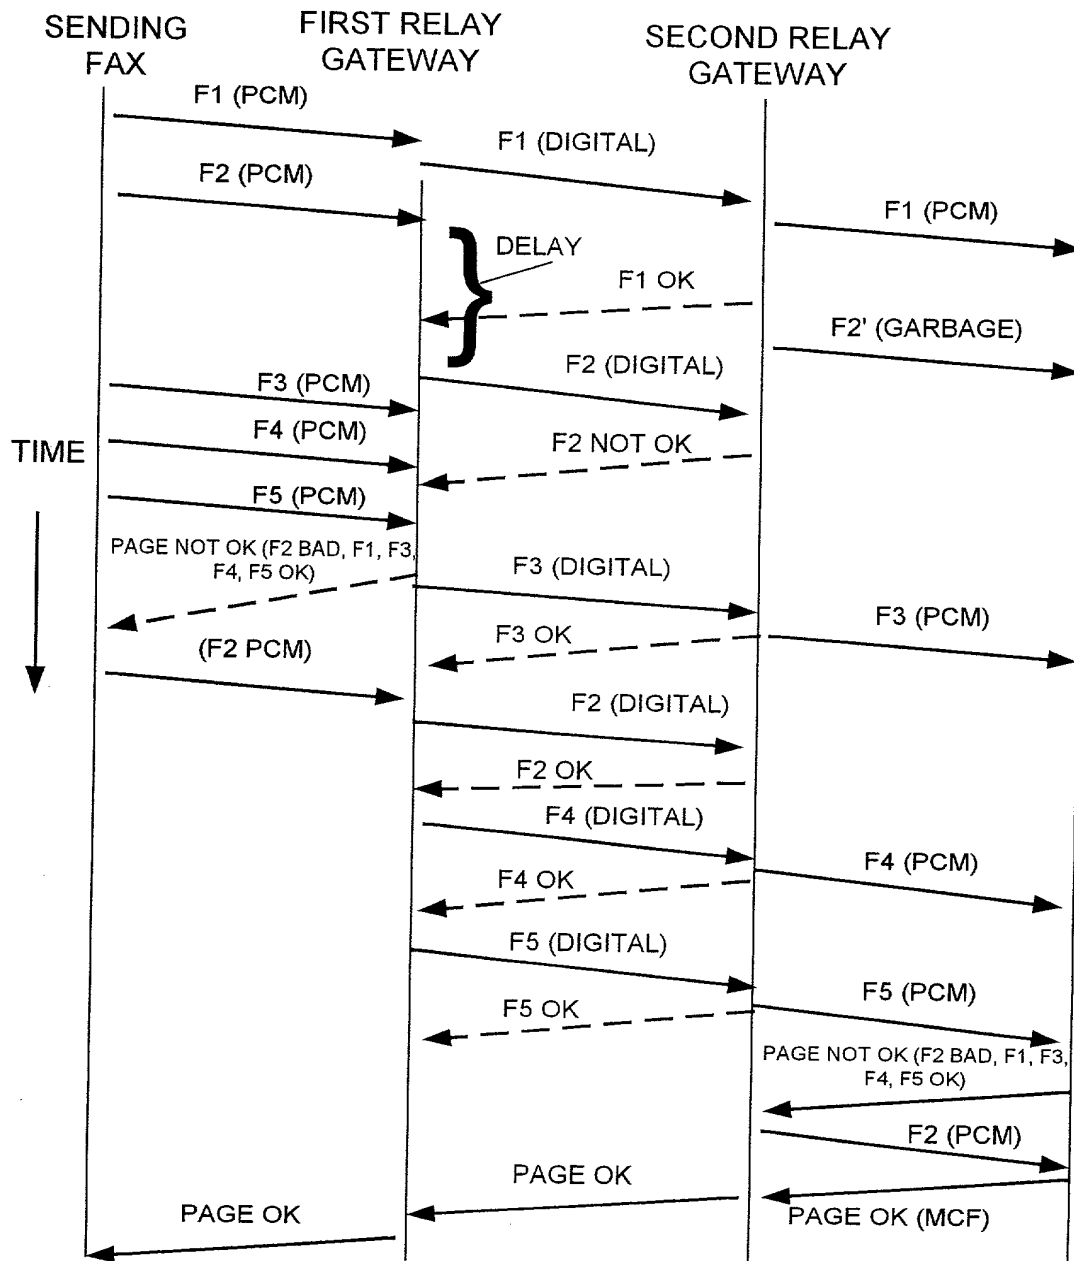 SENDING
FAX
FIRST RELAY
GATEWAY
SECOND RELAY
GATEWAY
F1 (PCM)
F1 (DIGITAL)
F2 (PCM)
F1 (PCM)
DELAY
F1 OK
F2' (GARBAGE)
F2 (DIGITAL)
F3 (PCM)
F4 (PCM)
TIME
F2 NOT OK
F5 (PCM)
PAGE NOT OK (F2 BAD, F1, F3,
F4, F5 OK)
F3 (DIGITAL)
F3 (PCM)
F3 OK
(F2 PCM)
F2 (DIGITAL)
F2 OK
F4 (DIGITAL)
F4 (PCM)
F4 OK
F5 (DIGITAL)
F5 (PCM)
F5 OK
PAGE NOT OK (F2 BAD, F1, F3,
F4, F5 OK)
F2 (PCM)
PAGE OK
PAGE OK
PAGE OK (MCF)